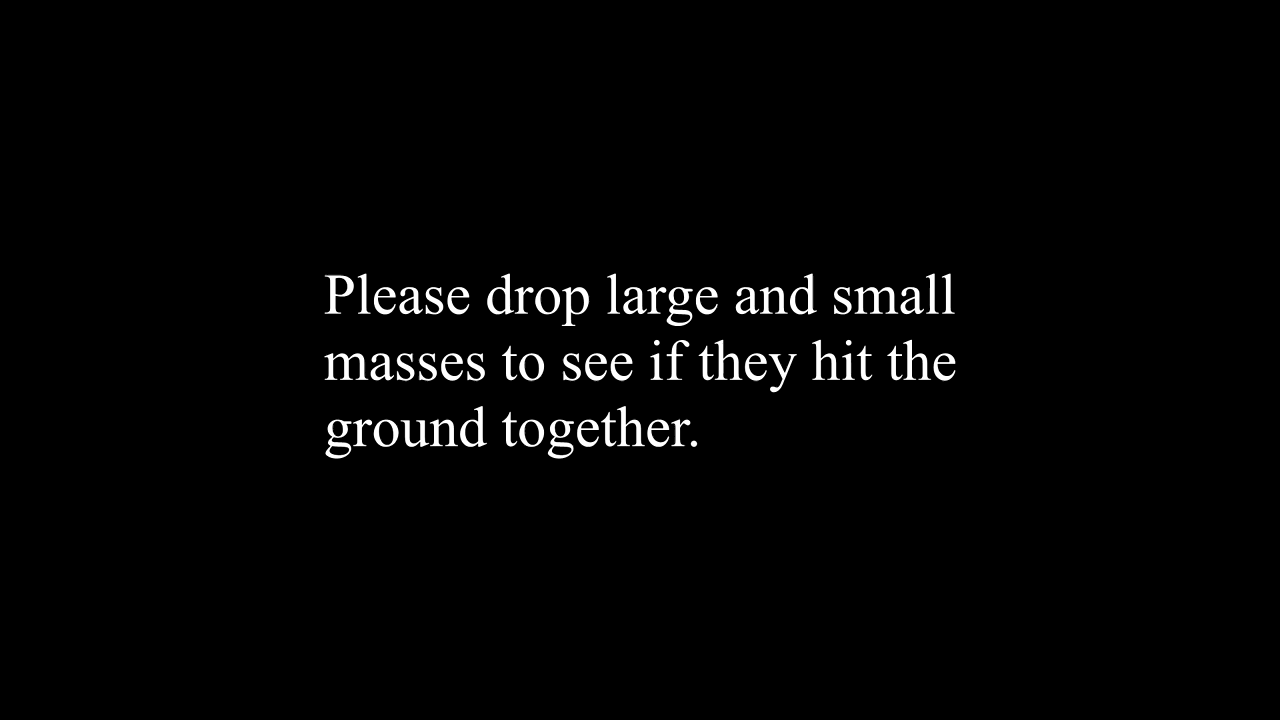 Please drop large and small
masses to see if they hit the
ground together.